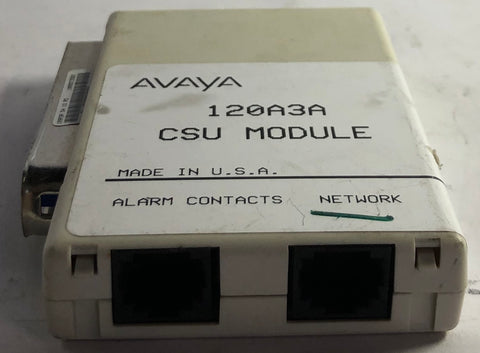 AVAYA
120A3A
CSU MODULE
MADE IN U.S.A.
ALARM CONTACTS NETWORK